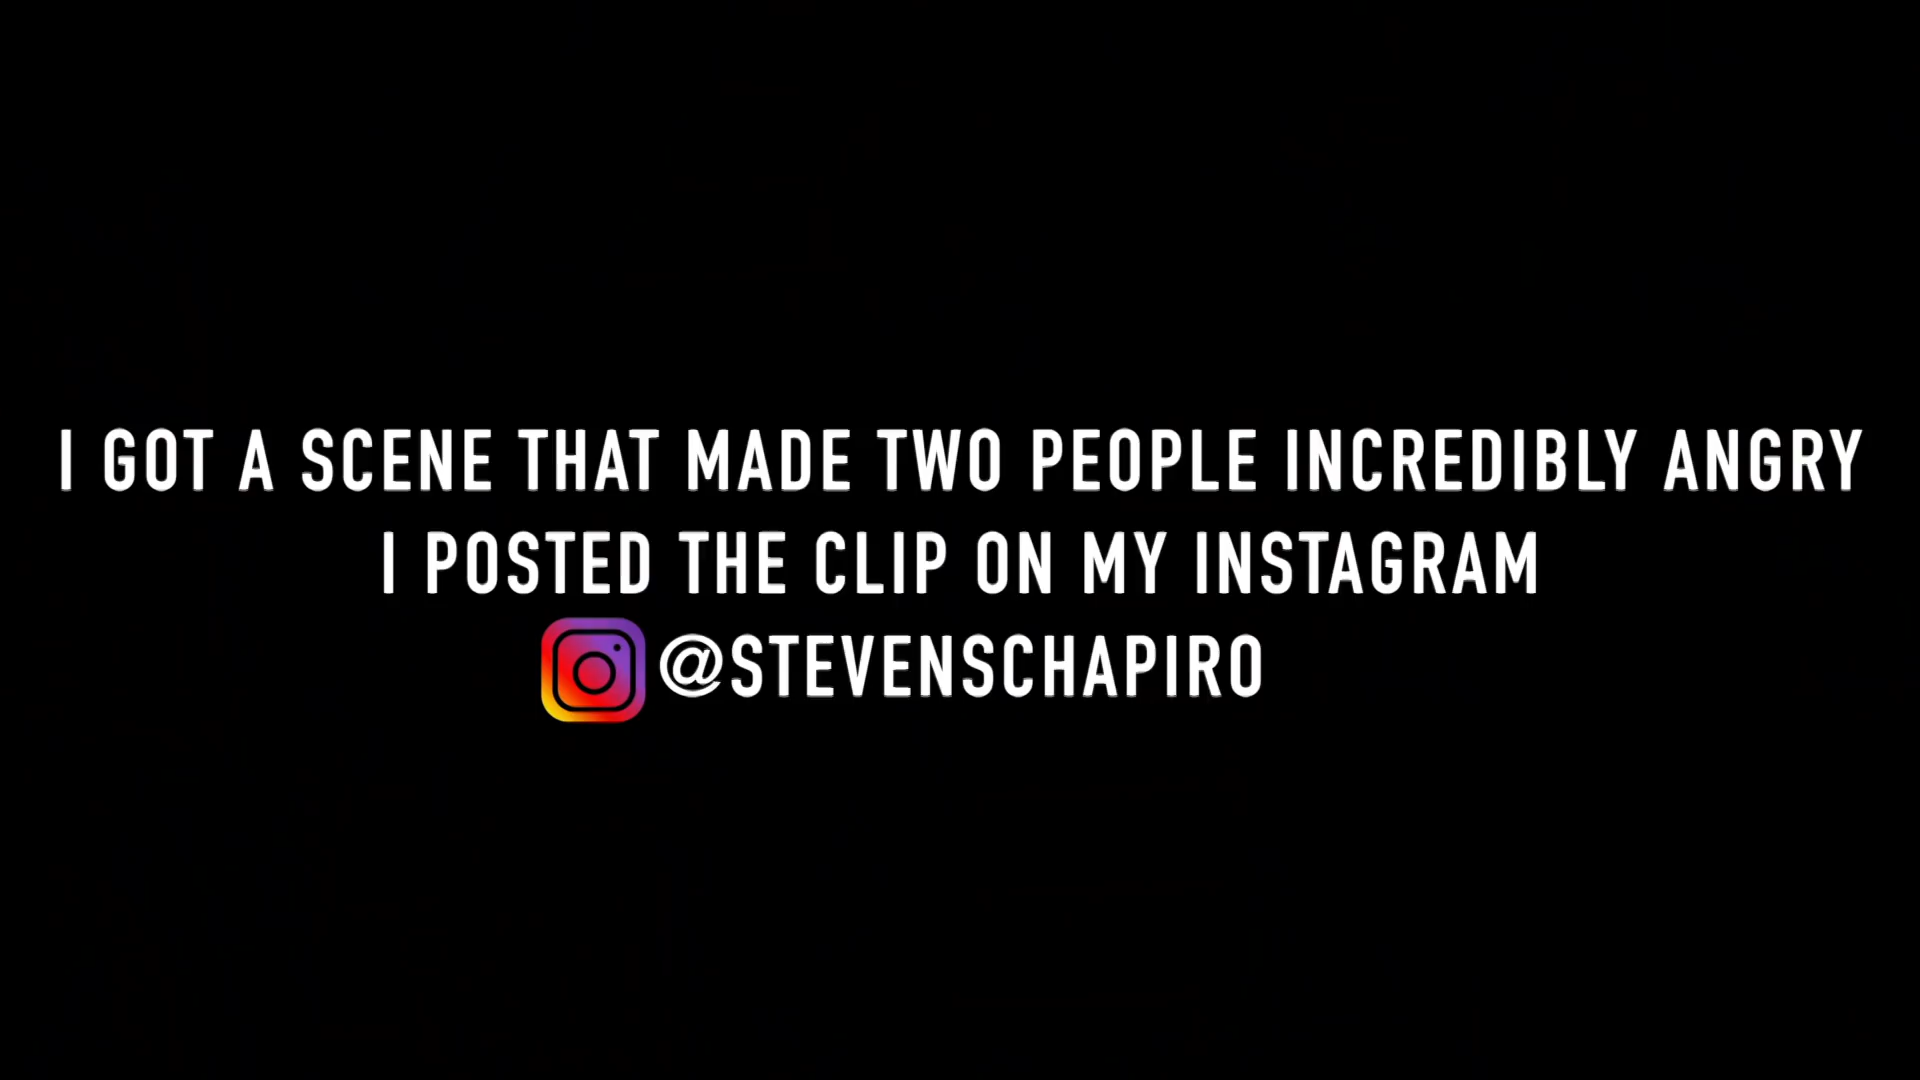 I GOT A SCENE THAT MADE TWO PEOPLE INCREDIBLY ANGRY
I POSTED THE CLIP ON MY INSTAGRAM
@STEVENSCHAPIRO